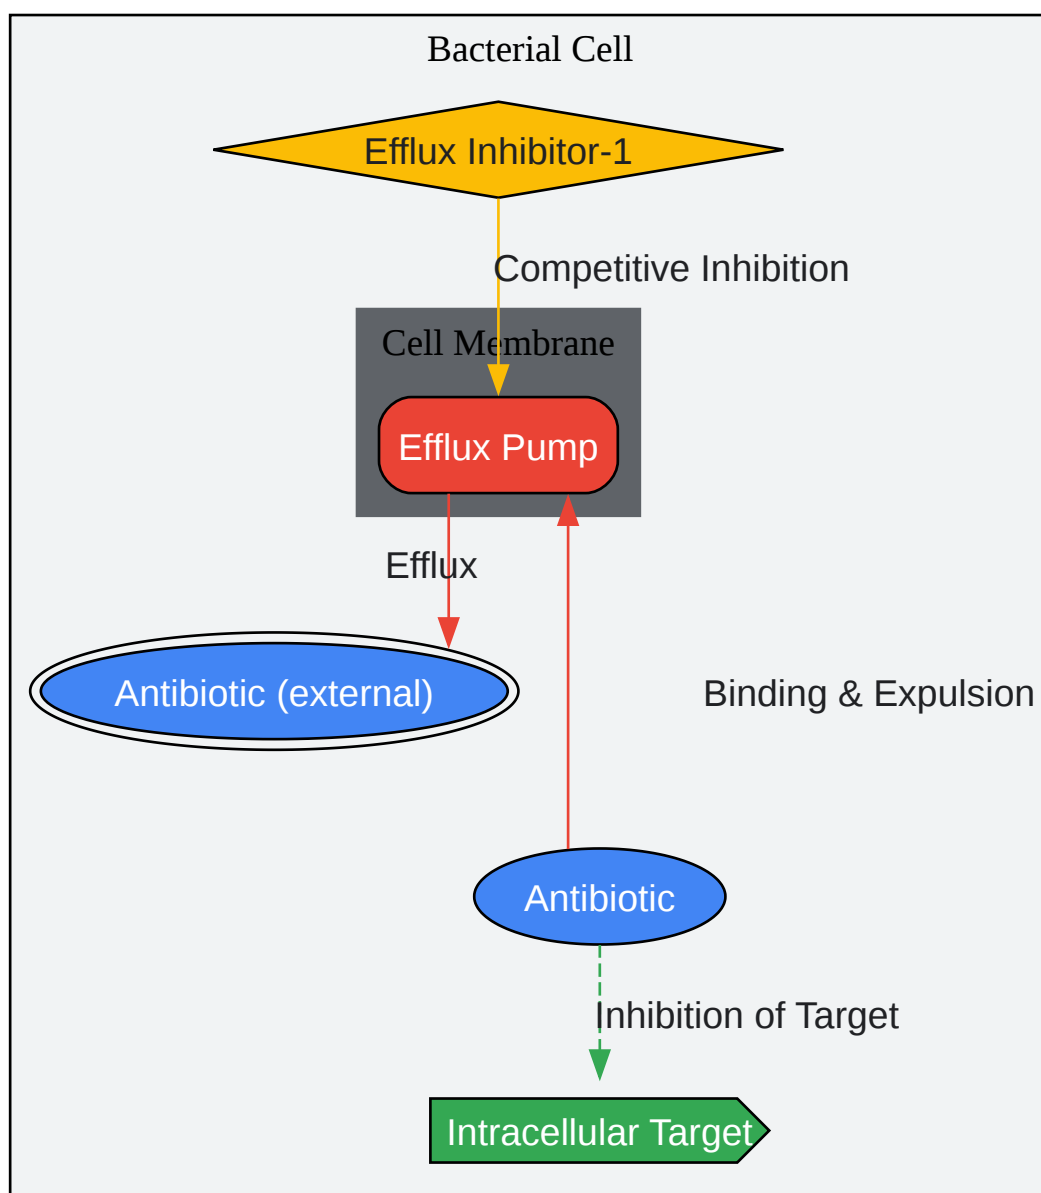 Bacterial Cell
Efflux Inhibitor-1
Competitive Inhibition
Cell Membrane
Efflux Pump
Efflux
Antibiotic (external)
Binding & Expulsion
Antibiotic
Inhibition of Target
Intracellular Target